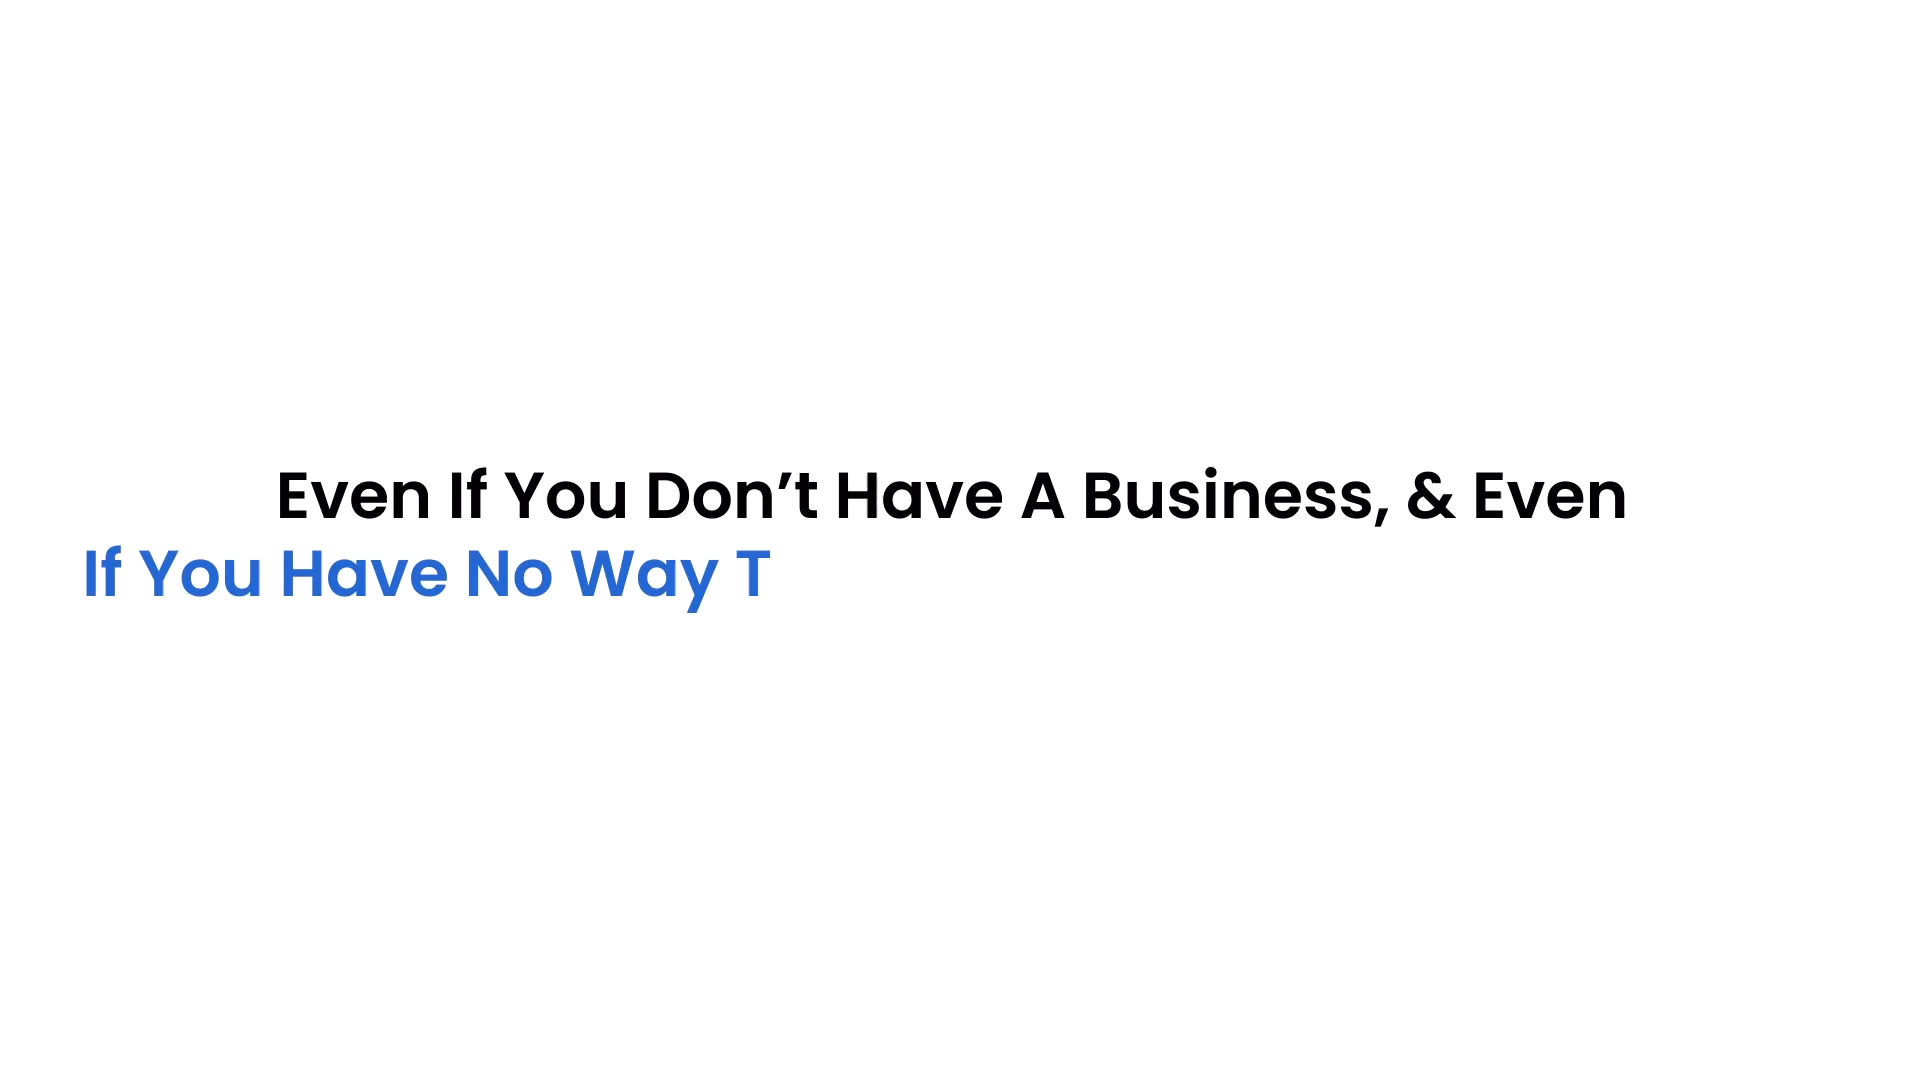 Even If You Don’t Have A Business, & Even
If You Have No Way T